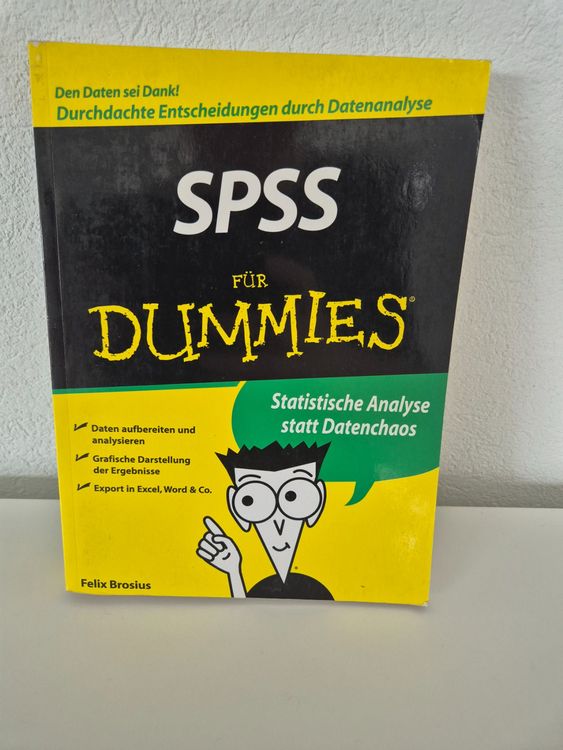 Den Daten sei Dank!
Durchdachte Entscheidungen durch Datenanalyse
SPSS
FÜR
DUMMIES®
Statistische Analyse
statt Datenchaos
Daten aufbereiten und
analysieren
Grafische Darstellung
der Ergebnisse
Export in Excel, Word & Co.
Felix Brosius